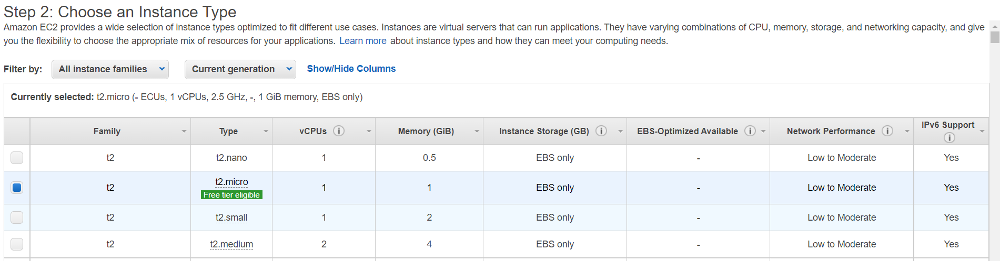 Step 2: Choose an Instance Type
Amazon EC2 provides a wide selection of instance types optimized to fit different use cases. Instances are virtual servers that can run applications. They have varying combinations of CPU, memory, storage, and networking capacity, and give
you the flexibility to choose the appropriate mix of resources for your applications. Learn more about instance types and how they can meet your computing needs.
Filter by: All instance families Current generation Show/Hide Columns
Currently selected: t2.micro (- ECUs, 1 vCPUs, 2.5 GHz, -, 1 GiB memory, EBS only)
Family Type vCPUs Memory (GiB) Instance Storage (GB) EBS-Optimized Available Network Performance IPv6 Support
t2 t2.nano 1 0.5 EBS only - Low to Moderate Yes
t2 t2.micro 1 1 EBS only - Low to Moderate Yes
Free tier eligible
t2 t2.small 1 2 EBS only - Low to Moderate Yes
t2 t2.medium 2 4 EBS only - Low to Moderate Yes